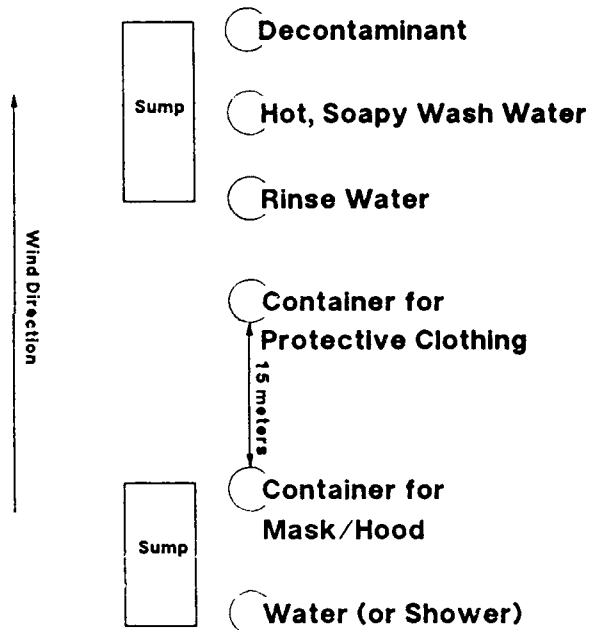 Decontaminant
Sump
Hot, Soapy Wash Water
Rinse Water
Wind Direction
Container for
Protective Clothing
15 meters
Container for
Mask/Hood
Sump
Water (or Shower)